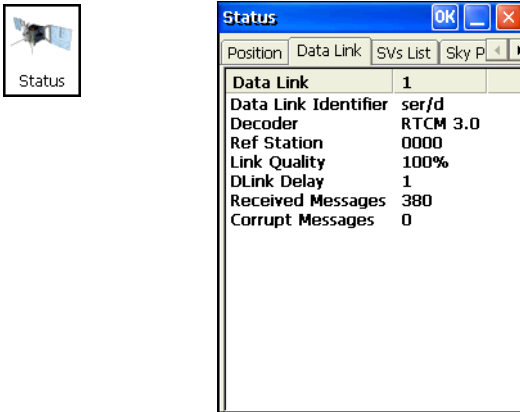 Status
Status OK
Position Data Link SVs List Sky P
Data Link 1
Data Link Identifier ser/d
Decoder RTCM 3.0
Ref Station 0000
Link Quality 100%
DLink Delay 1
Received Messages 380
Corrupt Messages 0